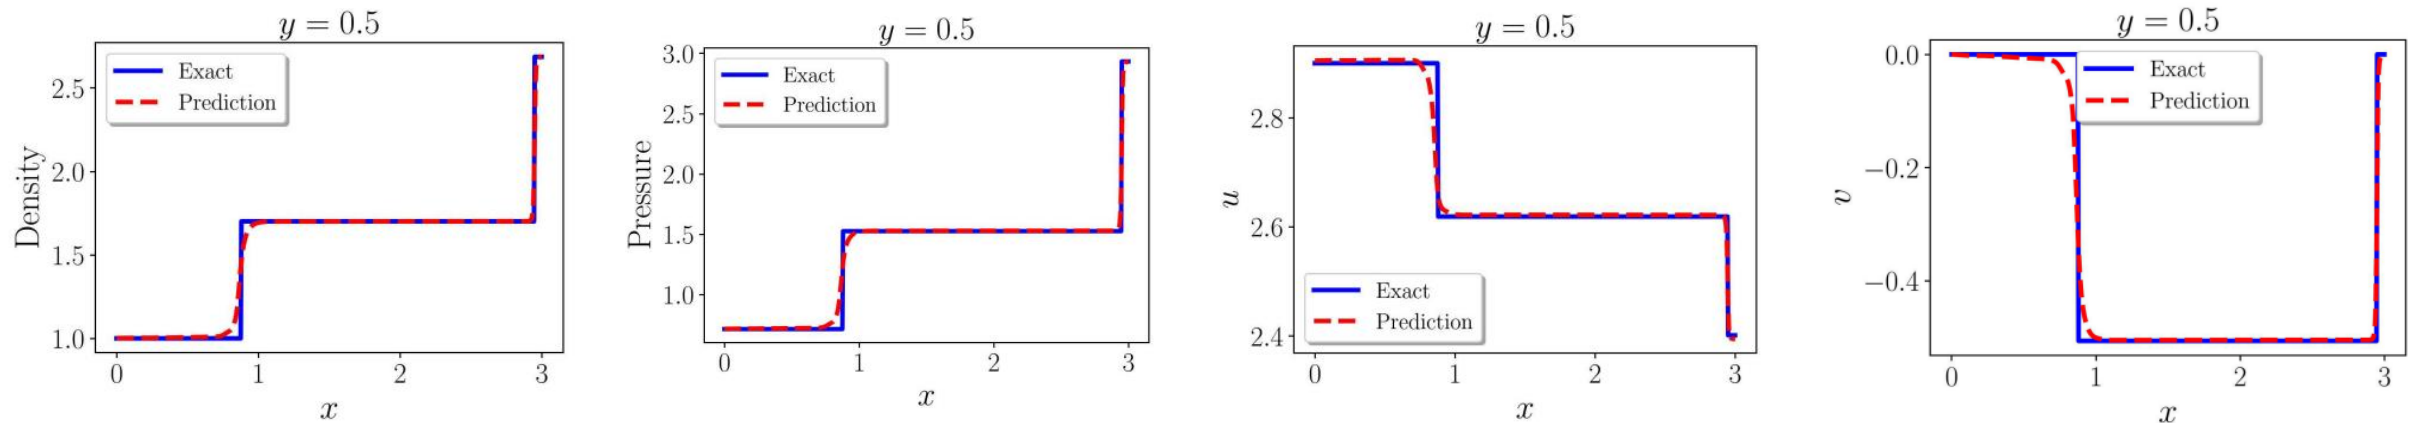 y = 0.5
Density
2.5
2.0
1.5
1.0
Exact
Prediction
0 1 2 3
x
y = 0.5
Pressure
3.0
2.5
2.0
1.5
1.0
Exact
Prediction
0 1 2 3
x
y = 0.5
u
2.8
2.6
2.4
Exact
Prediction
0 1 2 3
x
y = 0.5
v
0.0
−0.2
−0.4
Exact
Prediction
0 1 2 3
x